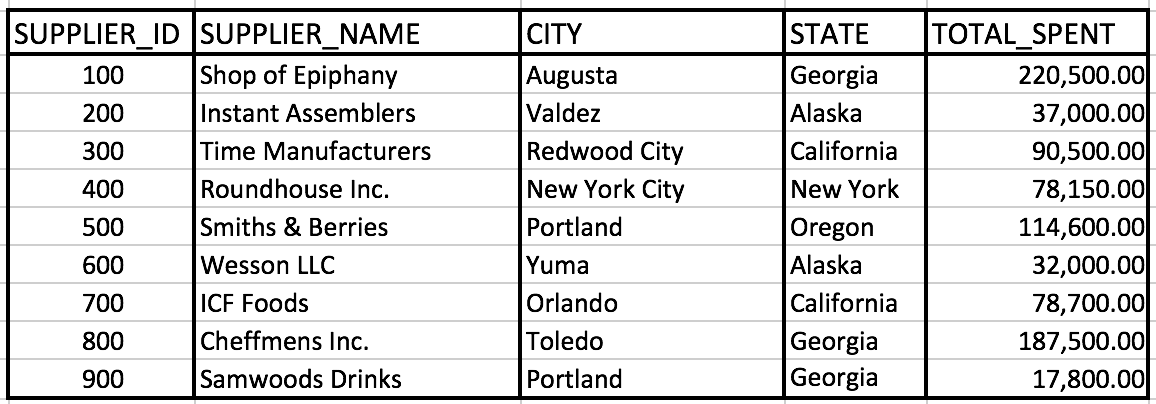 SUPPLIER_ID SUPPLIER_NAME CITY STATE TOTAL_SPENT
100 Shop of Epiphany Augusta Georgia 220,500.00
200 Instant Assemblers Valdez Alaska 37,000.00
300 Time Manufacturers Redwood City California 90,500.00
400 Roundhouse Inc. New York City New York 78,150.00
500 Smiths & Berries Portland Oregon 114,600.00
600 Wesson LLC Yuma Alaska 32,000.00
700 ICF Foods Orlando California 78,700.00
800 Cheffmens Inc. Toledo Georgia 187,500.00
900 Samwoods Drinks Portland Georgia 17,800.00